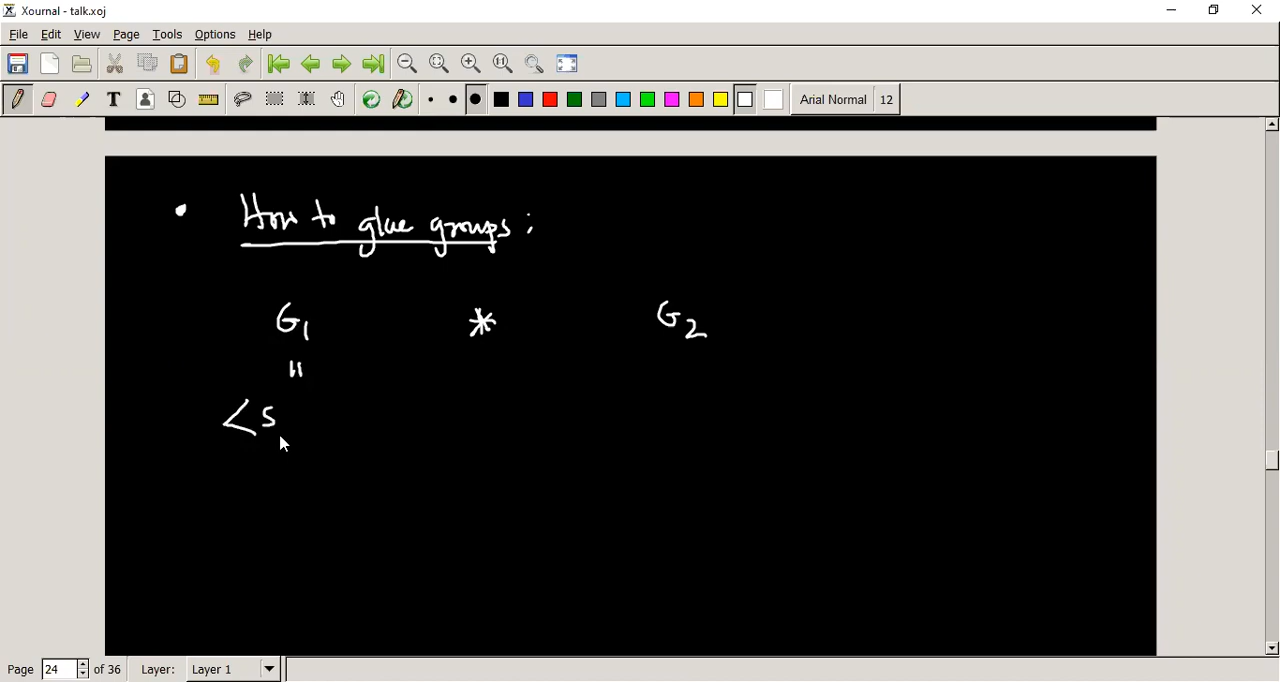 Xournal - talk.xoj
File Edit View Page Tools Options Help
Arial Normal 12
How to glue groups :
G1 * G2
"
<S
Page 24 of 36 Layer: Layer 1